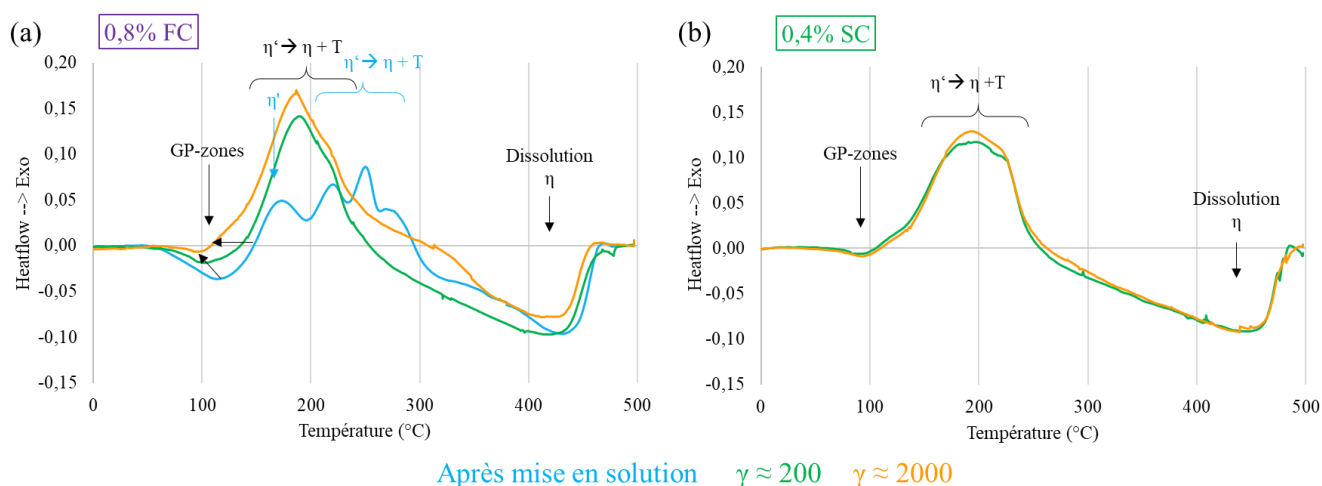 (a)
0,8% FC
η‘ → η + T
η‘ → η + T
η'
GP-zones
Dissolution
η
Heatflow --> Exo
0,20
0,15
0,10
0,05
0,00
-0,05
-0,10
-0,15
0
100
200
300
400
500
Température (°C)
(b)
0,4% SC
η‘ → η +T
GP-zones
Dissolution
η
Heatflow --> Exo
0,20
0,15
0,10
0,05
0,00
-0,05
-0,10
-0,15
0
100
200
300
400
500
Température (°C)
Après mise en solution γ ≈ 200 γ ≈ 2000